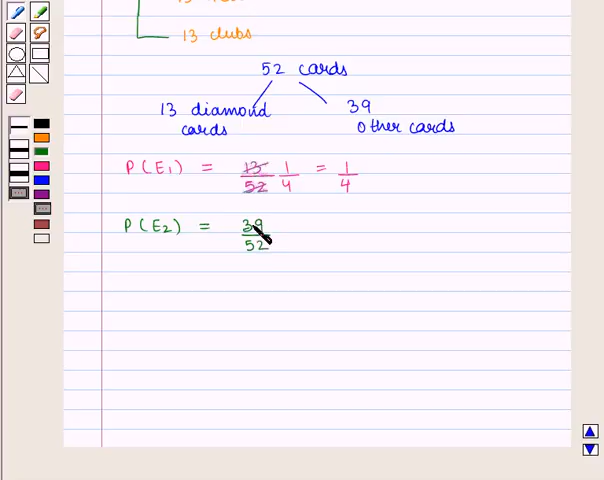 13 clubs
52 cards
13 diamond cards
39 other cards
P(E1) = 13/52 1/4 = 1/4
P(E2) = 39/52